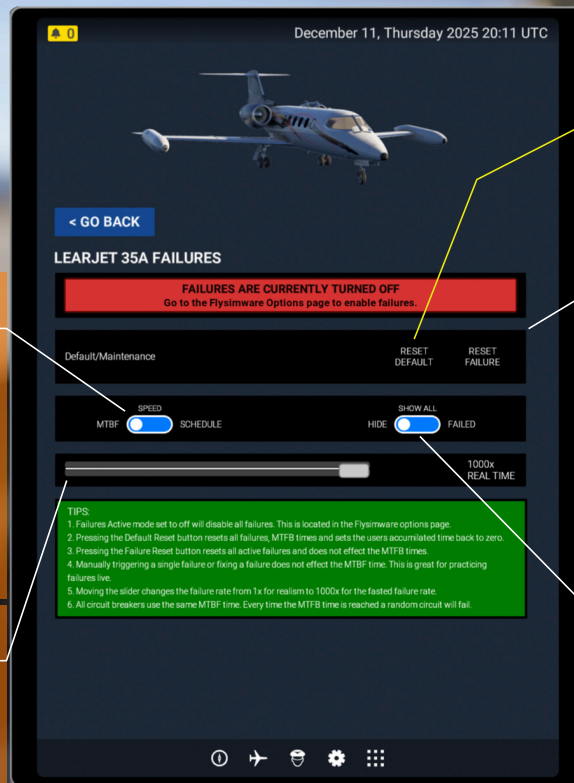 0
December 11, Thursday 2025 20:11 UTC
< GO BACK
LEARJET 35A FAILURES
FAILURES ARE CURRENTLY TURNED OFF
Go to the Flysimware Options page to enable failures.
Default/Maintenance
RESET
DEFAULT
RESET
FAILURE
SPEED
MTBF
SCHEDULE
SHOW ALL
HIDE
FAILED
1000x
REAL TIME
TIPS:
1. Failures Active mode set to off will disable all failures. This is located in the Flysimware options page.
2. Pressing the Default Reset button resets all failures, MTFB times and sets the users accumilated time back to zero.
3. Pressing the Failure Reset button resets all active failures and does not effect the MTFB times.
4. Manually triggering a single failure or fixing a failure does not effect the MTBF time. This is great for practicing
failures live.
5. Moving the slider changes the failure rate from 1x for realism to 1000x for the fasted failure rate.
6. All circuit breakers use the same MTBF time. Every time the MTFB time is reached a random circuit will fail.